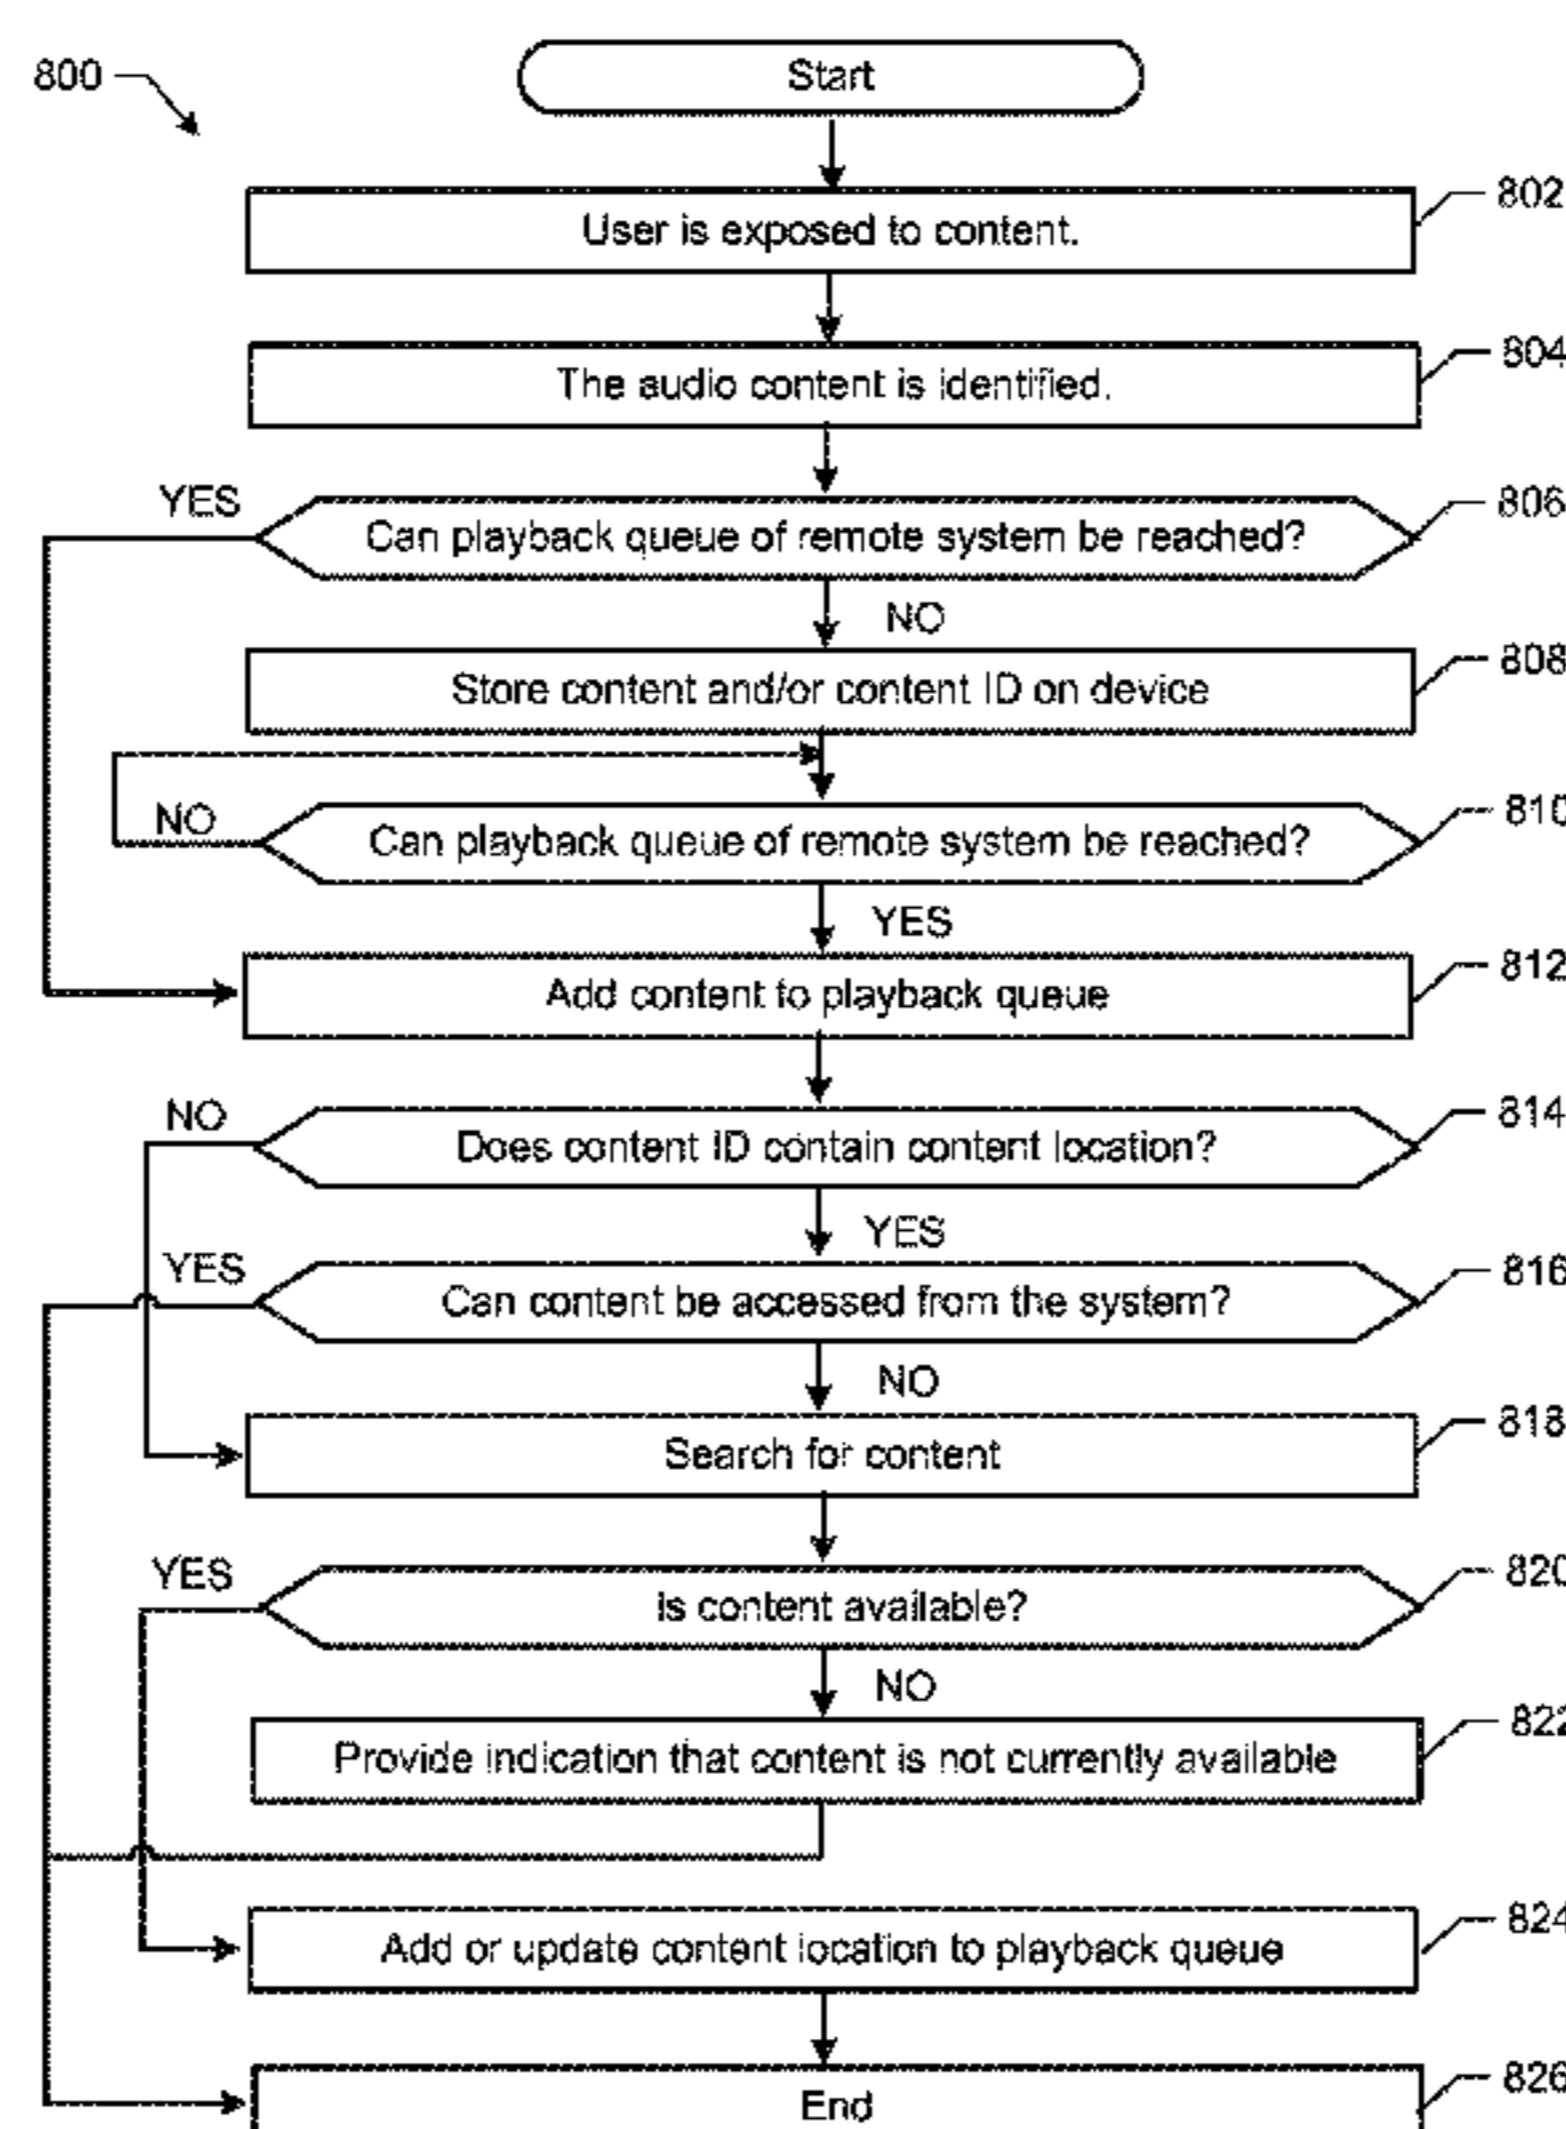 800
Start
802
User is exposed to content.
804
The audio content is identified.
YES
806
Can playback queue of remote system be reached?
NO
808
Store content and/or content ID on device
NO
810
Can playback queue of remote system be reached?
YES
812
Add content to playback queue
NO
814
Does content ID contain content location?
YES
YES
816
Can content be accessed from the system?
NO
818
Search for content
YES
820
Is content available?
NO
822
Provide indication that content is not currently available
824
Add or update content location to playback queue
826
End